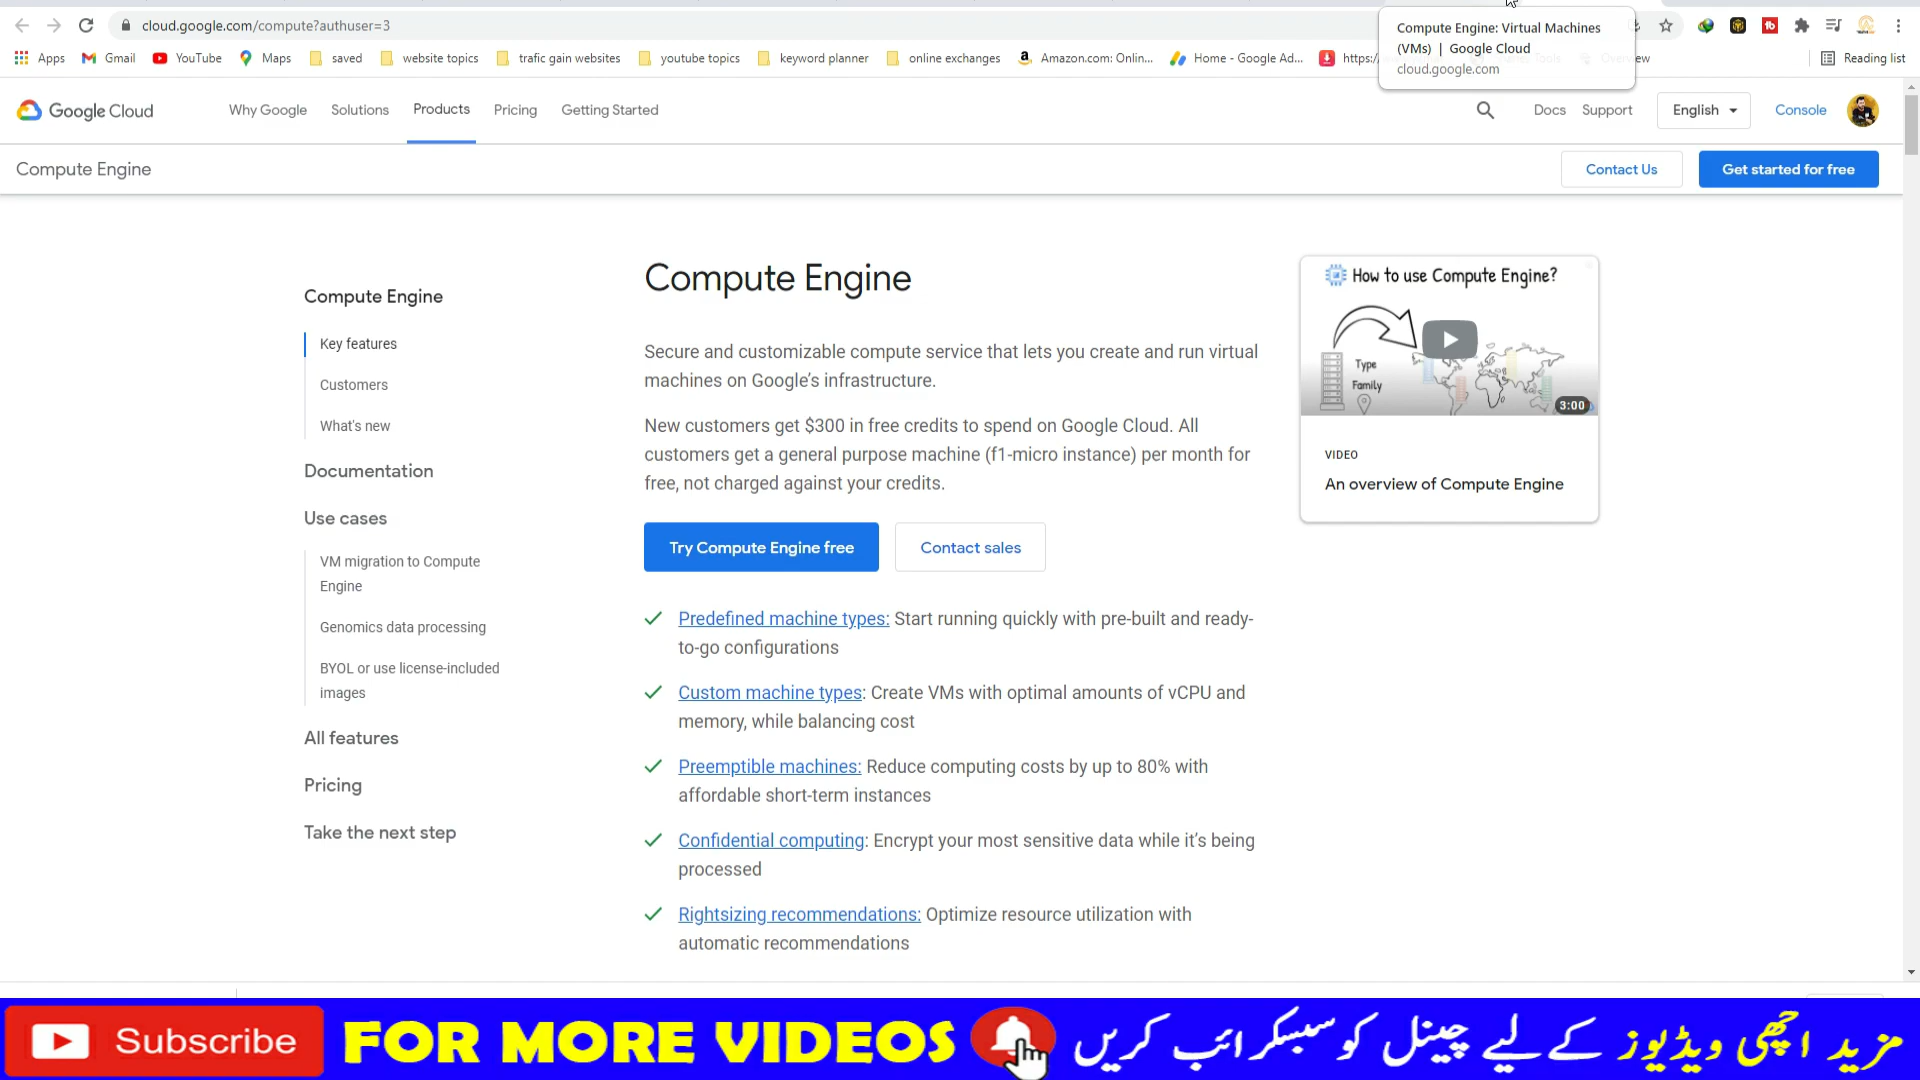 cloud.google.com/compute?authuser=3
Compute Engine: Virtual Machines
(VMs) | Google Cloud
cloud.google.com
Apps
Gmail
YouTube
Maps
saved
website topics
trafic gain websites
youtube topics
keyword planner
online exchanges
Amazon.com: Onlin...
Home - Google Ad...
https:/
Overview
Reading list
Google Cloud
Why Google
Solutions
Products
Pricing
Getting Started
Docs
Support
English
Console
Compute Engine
Contact Us
Get started for free
Compute Engine
Key features
Customers
What's new
Documentation
Use cases
VM migration to Compute
Engine
Genomics data processing
BYOL or use license-included
images
All features
Pricing
Take the next step
Compute Engine
Secure and customizable compute service that lets you create and run virtual
machines on Google's infrastructure.
New customers get $300 in free credits to spend on Google Cloud. All
customers get a general purpose machine (f1-micro instance) per month for
free, not charged against your credits.
Try Compute Engine free
Contact sales
Predefined machine types: Start running quickly with pre-built and ready-
to-go configurations
Custom machine types: Create VMs with optimal amounts of vCPU and
memory, while balancing cost
Preemptible machines: Reduce computing costs by up to 80% with
affordable short-term instances
Confidential computing: Encrypt your most sensitive data while it's being
processed
Rightsizing recommendations: Optimize resource utilization with
automatic recommendations
How to use Compute Engine?
Type
Family
3:00
VIDEO
An overview of Compute Engine
Subscribe
FOR MORE VIDEOS
مزید اچھی ویڈیوز کے لیے چینل کو سبسکرائب کریں